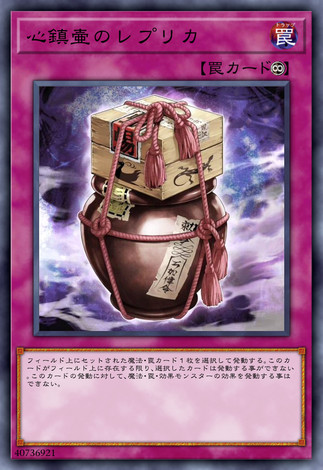 心鎮壷のレプリカ
トラップ
罠
【罠カード】
フィールド上にセットされた魔法・罠カード1枚を選択して発動する。このカ
ードがフィールド上に存在する限り、選択したカードは発動する事ができない
。このカードの発動に対して、魔法・罠・効果モンスターの効果を発動する事は
できない。
40736921